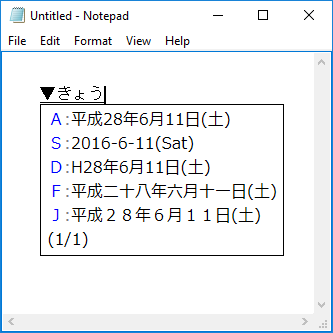 Untitled - Notepad
File Edit Format View Help
▼きょう
A:平成28年6月11日(土)
S:2016-6-11(Sat)
D:H28年6月11日(土)
F:平成二十八年六月十一日(土)
J:平成２８年６月１１日(土)
(1/1)